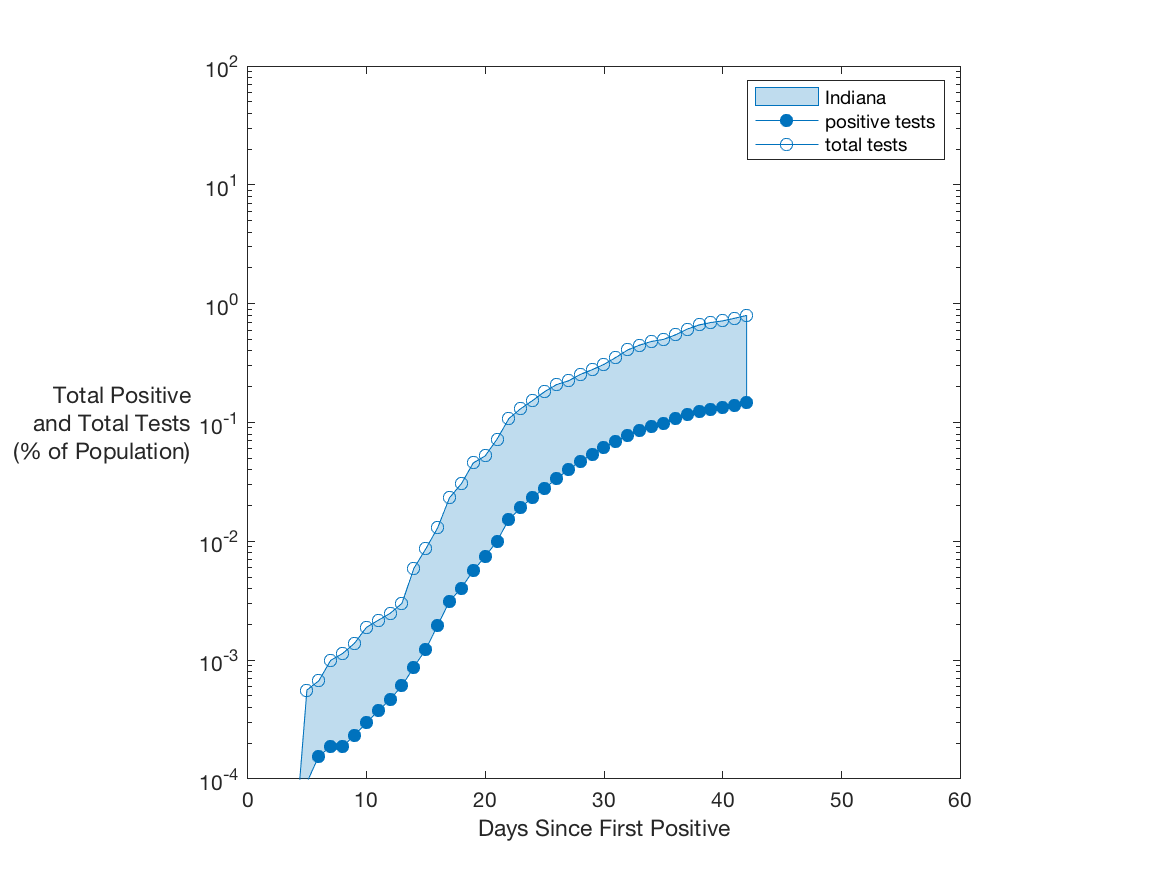 10^2
10^1
10^0
10^-1
10^-2
10^-3
10^-4
Total Positive
and Total Tests
(% of Population)
Indiana
positive tests
total tests
0 10 20 30 40 50 60
Days Since First Positive